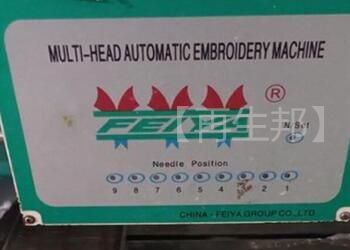 MULTI-HEAD AUTOMATIC EMBROIDERY MACHINE
®
FEIYA
【再生邦】
Needle Position
9 8 7 6 5 4 2 1
CHINA - FEIYA GROUP CO.,LTD